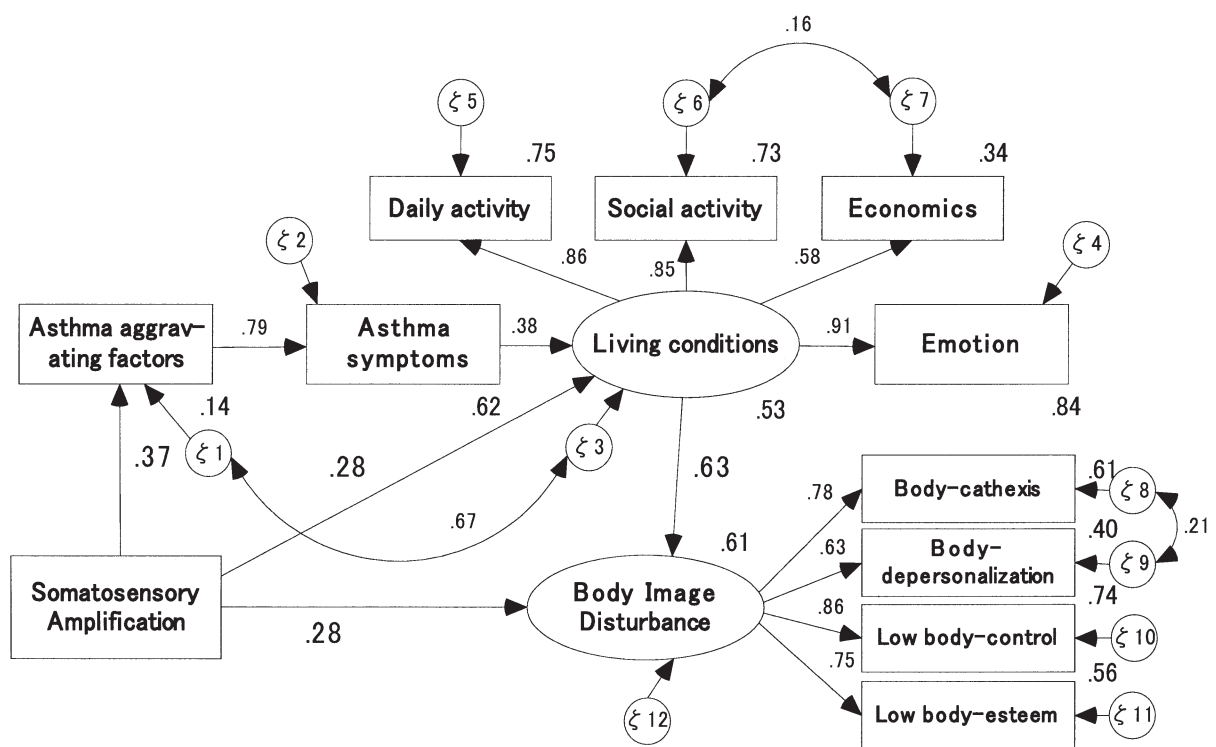 .16
ζ 5
ζ 6
ζ 7
.75
.73
.34
Daily activity
Social activity
Economics
ζ 2
ζ 4
.86
.85
.58
Asthma aggrav-
ating factors
.79
Asthma
symptoms
.38
Living conditions
.91
Emotion
.14
.62
.53
.84
.37
ζ 1
.28
ζ 3
.63
.67
.78
Body-cathexis
.61
ζ 8
.21
.61
.63
Body-
depersonalization
.40
ζ 9
Somatosensory
Amplification
.28
Body Image
Disturbance
.86
Low body-control
.74
ζ 10
.75
Low body-esteem
.56
ζ 11
ζ 12